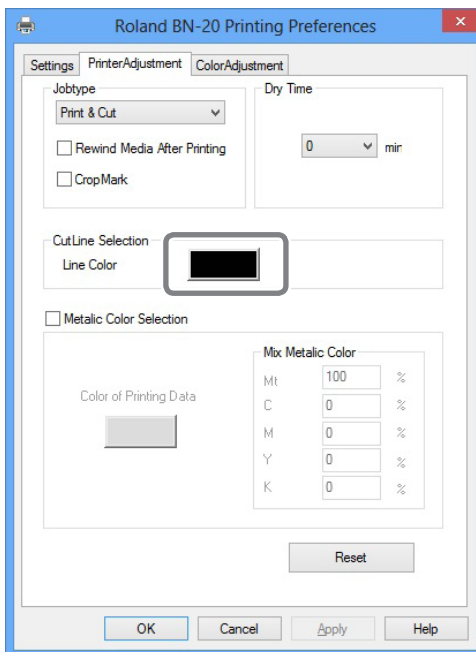 Roland BN-20 Printing Preferences
Settings PrinterAdjustment ColorAdjustment
Jobtype
Print & Cut
Rewind Media After Printing
CropMark
Dry Time
0 min
CutLine Selection
Line Color
Metalic Color Selection
Color of Printing Data
Mix Metalic Color
Mt 100 %
C 0 %
M 0 %
Y 0 %
K 0 %
Reset
OK Cancel Apply Help